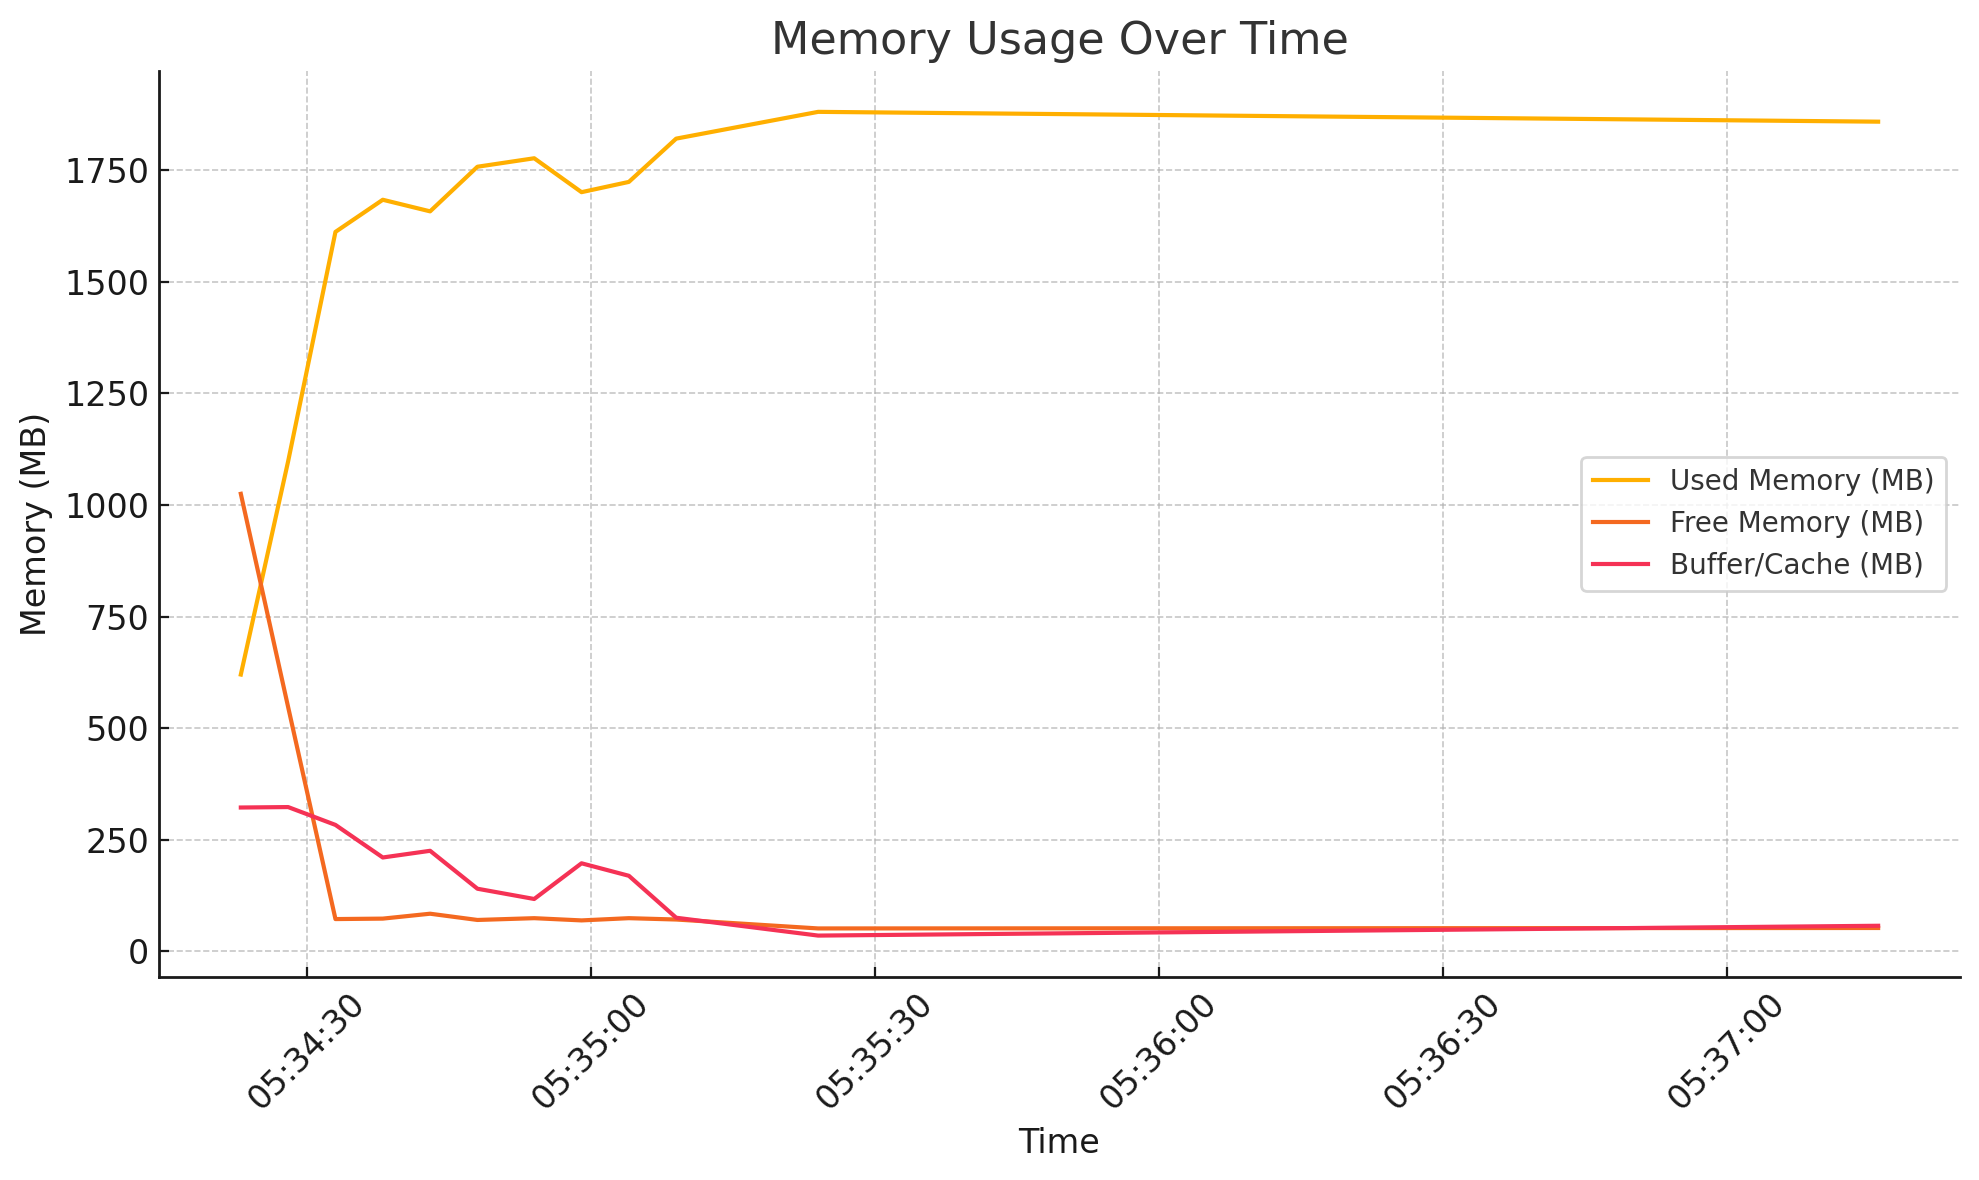 Memory Usage Over Time
Memory (MB)
1750
1500
1250
1000
750
500
250
0
Used Memory (MB)
Free Memory (MB)
Buffer/Cache (MB)
05:34:30
05:35:00
05:35:30
05:36:00
05:36:30
05:37:00
Time